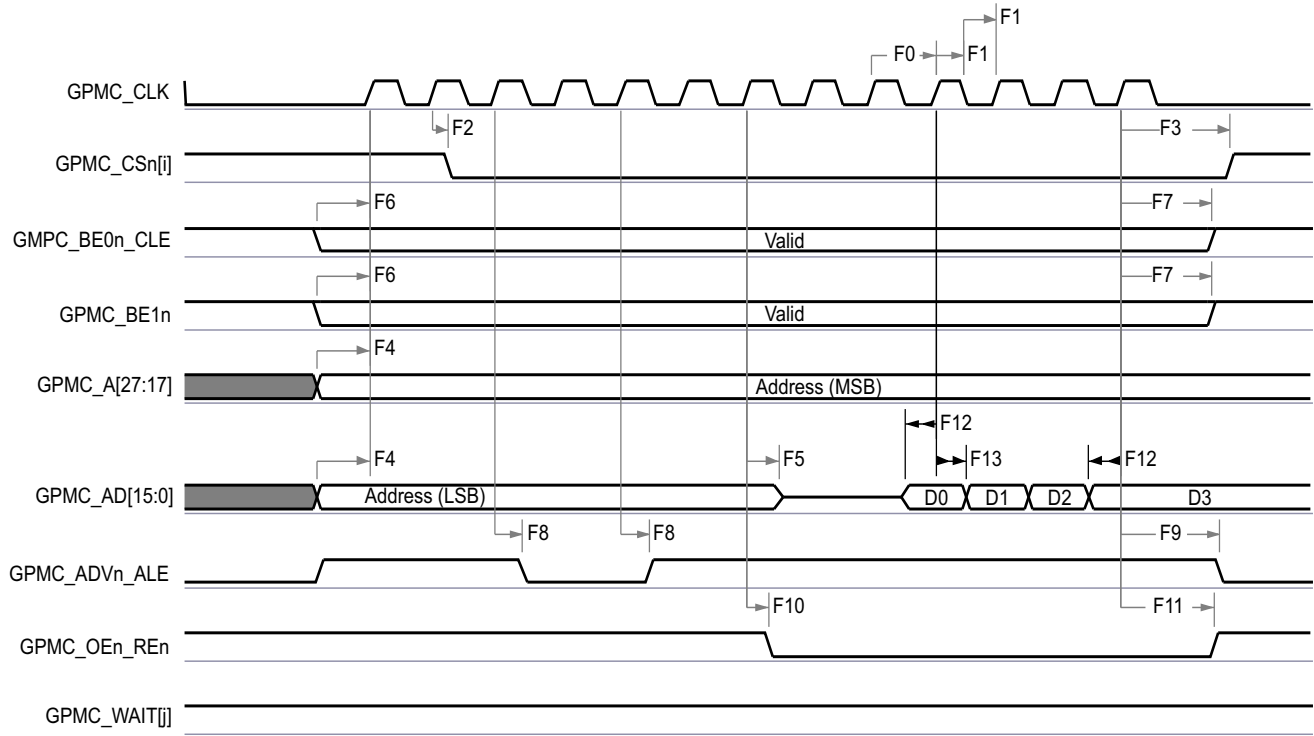 F1
F0 F1
GPMC_CLK
F2 F3
GPMC_CSn[i]
F6 F7
GMPC_BE0n_CLE Valid
F6 F7
GPMC_BE1n Valid
F4
GPMC_A[27:17] Address (MSB)
F12
F4 F5 F13 F12
GPMC_AD[15:0] Address (LSB) D0 D1 D2 D3
F8 F8 F9
GPMC_ADVn_ALE
F10 F11
GPMC_OEn_REn
GPMC_WAIT[j]